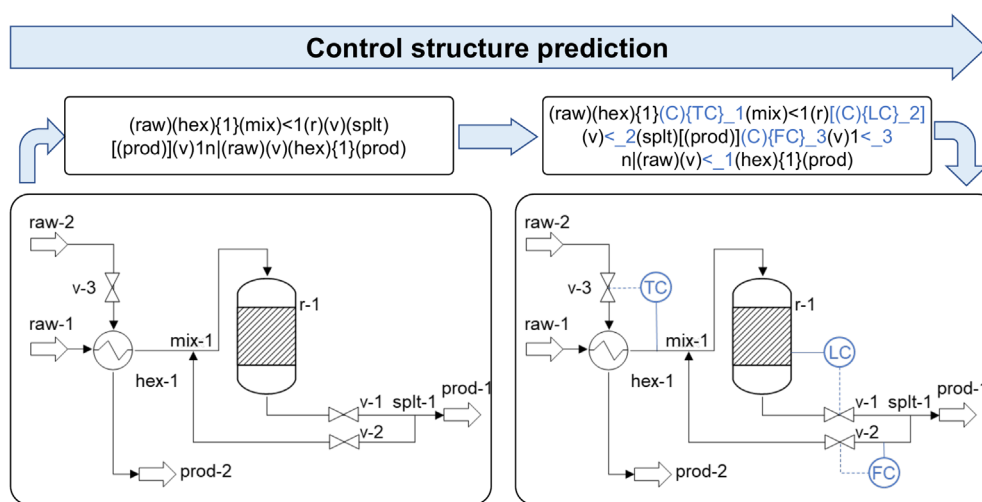 Control structure prediction
(raw)(hex){1}(mix)<1(r)(v)(splt)
[(prod)](v)1n|(raw)(v)(hex){1}(prod)
(raw)(hex){1}(C){TC}_1(mix)<1(r)[(C){LC}_2]
(v)<_2(splt)[(prod)](C){FC}_3(v)1<_3
n|(raw)(v)<_1(hex){1}(prod)
raw-2
v-3
raw-1
mix-1
hex-1
r-1
prod-1
v-1
splt-1
v-2
prod-2
raw-2
TC
v-3
raw-1
mix-1
hex-1
r-1
LC
prod-1
v-1
splt-1
v-2
FC
prod-2